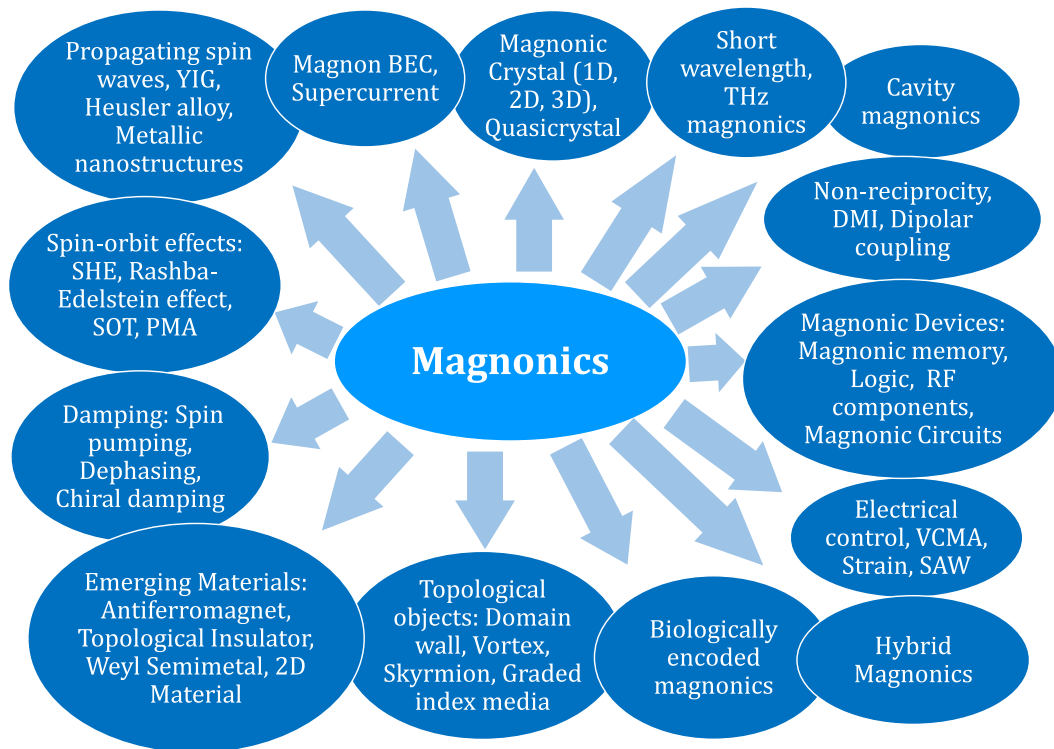 Propagating spin
waves, YIG,
Heusler alloy,
Metallic
nanostructures
Magnon BEC,
Supercurrent
Magnonic
Crystal (1D,
2D, 3D),
Quasicrystal
Short
wavelength,
THz
magnonics
Cavity
magnonics
Non-reciprocity,
DMI, Dipolar
coupling
Spin-orbit effects:
SHE, Rashba-
Edelstein effect,
SOT, PMA
Magnonics
Magnonic Devices:
Magnonic memory,
Logic, RF
components,
Magnonic Circuits
Damping: Spin
pumping,
Dephasing,
Chiral damping
Electrical
control, VCMA,
Strain, SAW
Emerging Materials:
Antiferromagnet,
Topological Insulator,
Weyl Semimetal, 2D
Material
Topological
objects: Domain
wall, Vortex,
Skyrmion, Graded
index media
Biologically
encoded
magnonics
Hybrid
Magnonics